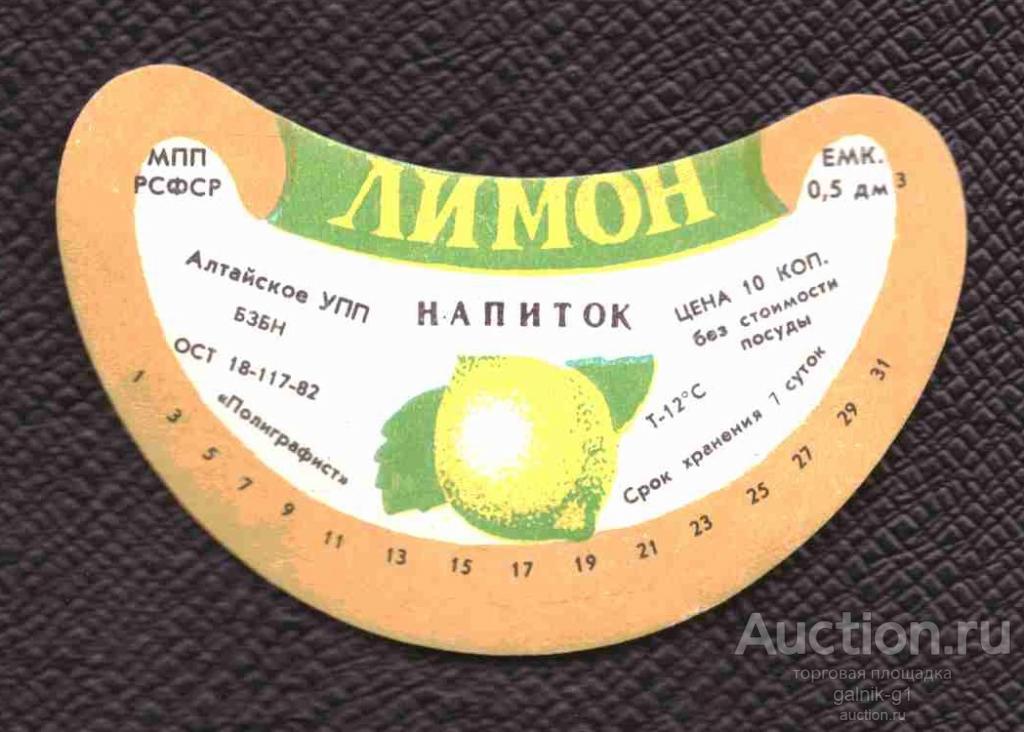 МПП
РСФСР
ЛИМОН
ЕМК.
0,5 дм3
Алтайское УПП
БЗБН
ОСТ 18-117-82
«Полиграфист»
НАПИТОК
ЦЕНА 10 КОП.
без стоимости
посуды
Т-12°С
Срок хранения 7 суток
1 3 5 7 9 11 13 15 17 19 21 23 25 27 29 31
Auction.ru
торговая площадка
galnik-g1
auction.ru